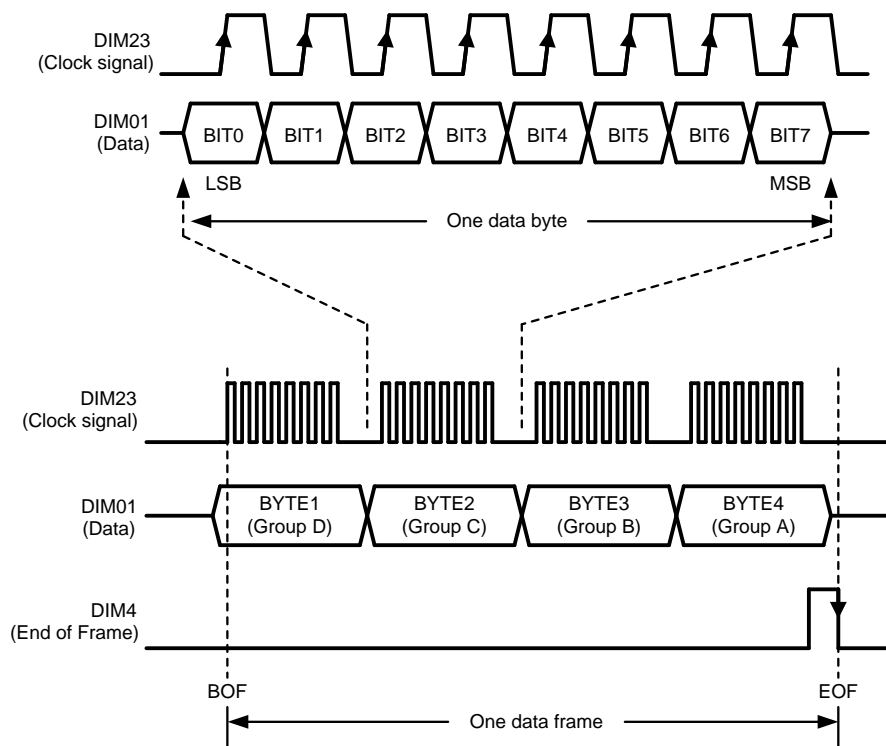 DIM23
(Clock signal)
DIM01
(Data)
BIT0 BIT1 BIT2 BIT3 BIT4 BIT5 BIT6 BIT7
LSB MSB
One data byte
DIM23
(Clock signal)
DIM01
(Data)
BYTE1 BYTE2 BYTE3 BYTE4
(Group D) (Group C) (Group B) (Group A)
DIM4
(End of Frame)
BOF EOF
One data frame